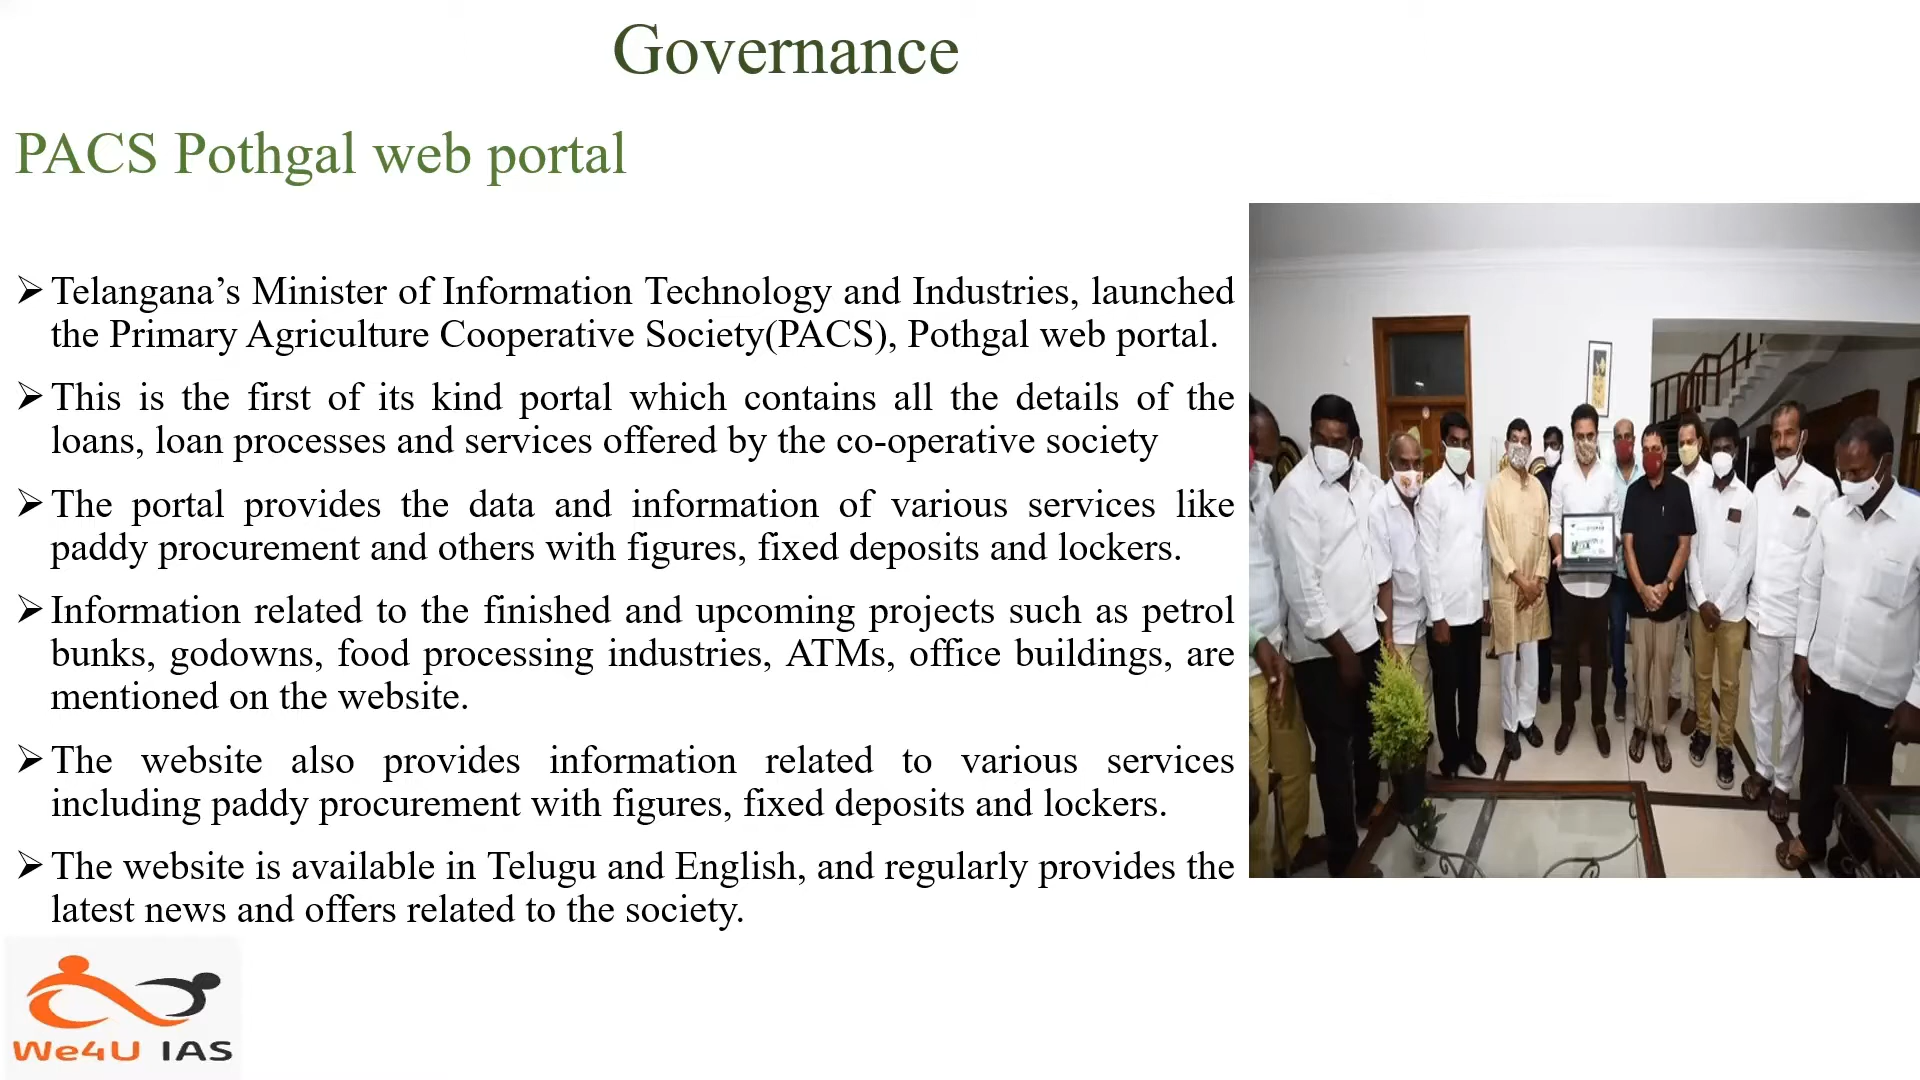 Governance
PACS Pothgal web portal
➢ Telangana’s Minister of Information Technology and Industries, launched
the Primary Agriculture Cooperative Society(PACS), Pothgal web portal.
➢ This is the first of its kind portal which contains all the details of the
loans, loan processes and services offered by the co-operative society
➢ The portal provides the data and information of various services like
paddy procurement and others with figures, fixed deposits and lockers.
➢ Information related to the finished and upcoming projects such as petrol
bunks, godowns, food processing industries, ATMs, office buildings, are
mentioned on the website.
➢ The website also provides information related to various services
including paddy procurement with figures, fixed deposits and lockers.
➢ The website is available in Telugu and English, and regularly provides the
latest news and offers related to the society.
We4U IAS